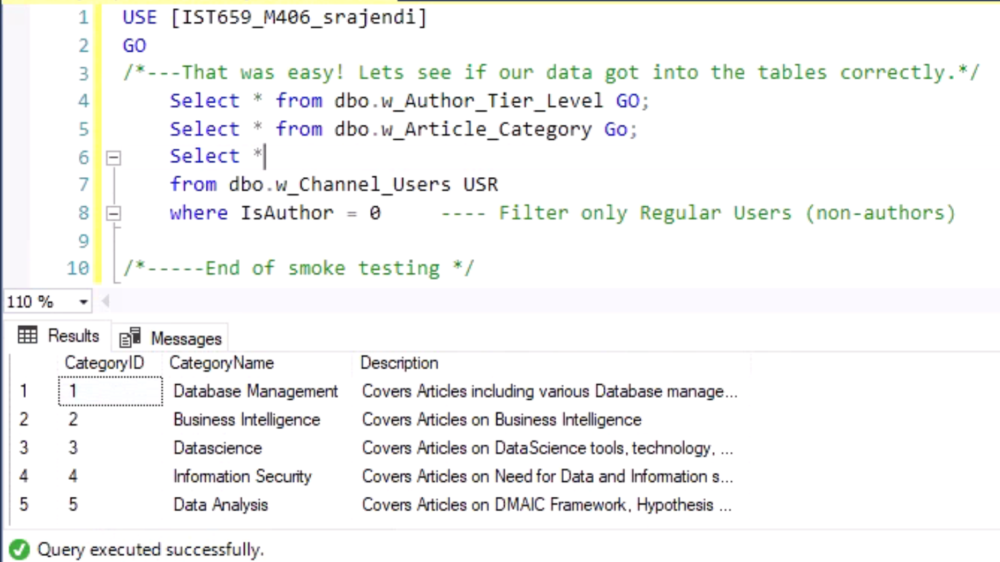 1 USE [IST659_M406_srajendi]
2 GO
3 /*---That was easy! Lets see if our data got into the tables correctly.*/
4 Select * from dbo.w_Author_Tier_Level GO;
5 Select * from dbo.w_Article_Category Go;
6 Select *
7 from dbo.w_Channel_Users USR
8 where IsAuthor = 0 ---- Filter only Regular Users (non-authors)
9
10 /*-----End of smoke testing */
110 %
Results Messages
CategoryID CategoryName Description
1 1 Database Management Covers Articles including various Database manage...
2 2 Business Intelligence Covers Articles on Business Intelligence
3 3 Datascience Covers Articles on DataScience tools, technology, ...
4 4 Information Security Covers Articles on Need for Data and Information s...
5 5 Data Analysis Covers Articles on DMAIC Framework, Hypothesis ...
Query executed successfully.